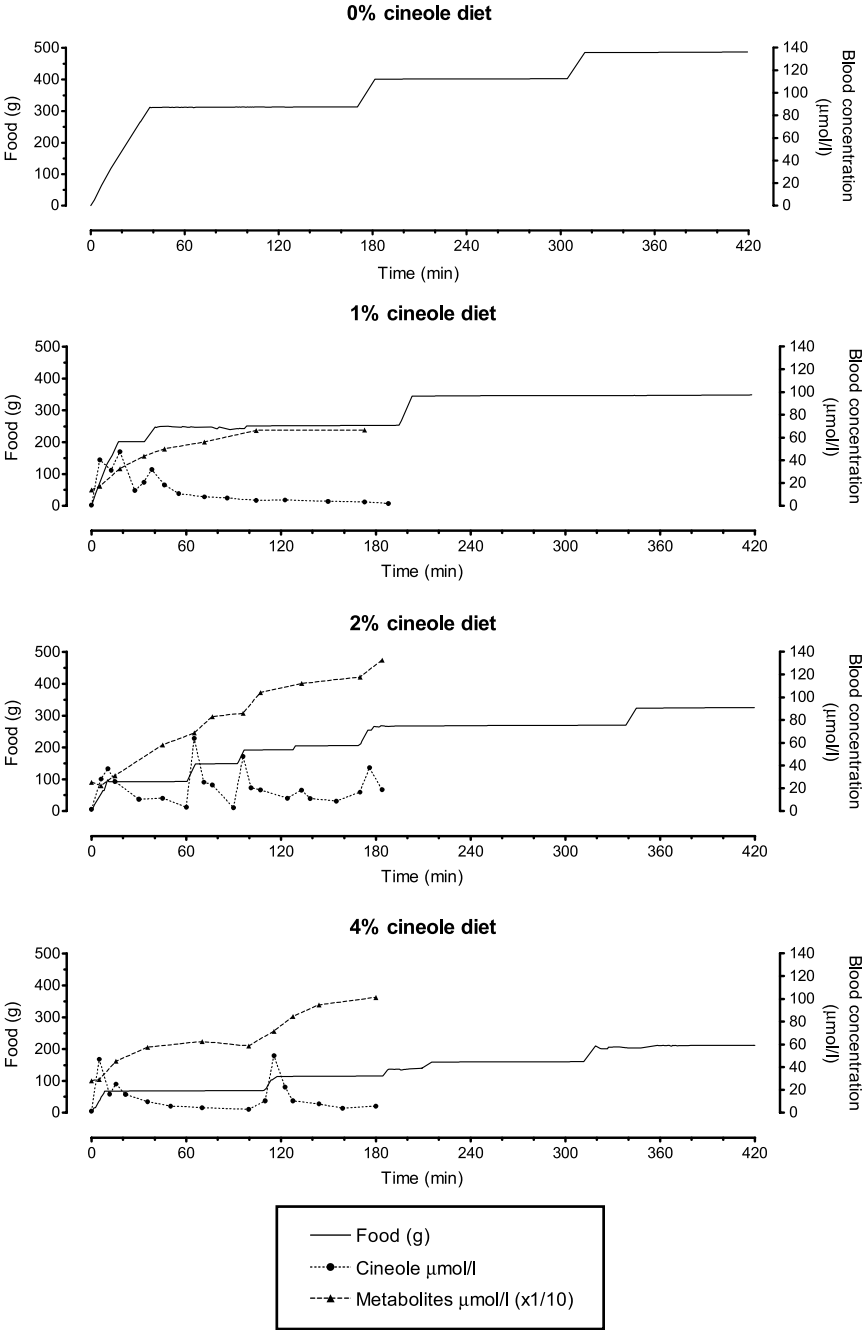 0% cineole diet
500
400
300
200
100
0
Food (g)
140
120
100
80
60
40
20
0
Blood concentration
(μmol/l)
0 60 120 180 240 300 360 420
Time (min)
1% cineole diet
500
400
300
200
100
0
Food (g)
140
120
100
80
60
40
20
0
Blood concentration
(μmol/l)
0 60 120 180 240 300 360 420
Time (min)
2% cineole diet
500
400
300
200
100
0
Food (g)
140
120
100
80
60
40
20
0
Blood concentration
(μmol/l)
0 60 120 180 240 300 360 420
Time (min)
4% cineole diet
500
400
300
200
100
0
Food (g)
140
120
100
80
60
40
20
0
Blood concentration
(μmol/l)
0 60 120 180 240 300 360 420
Time (min)
Food (g)
Cineole μmol/l
Metabolites μmol/l (x1/10)